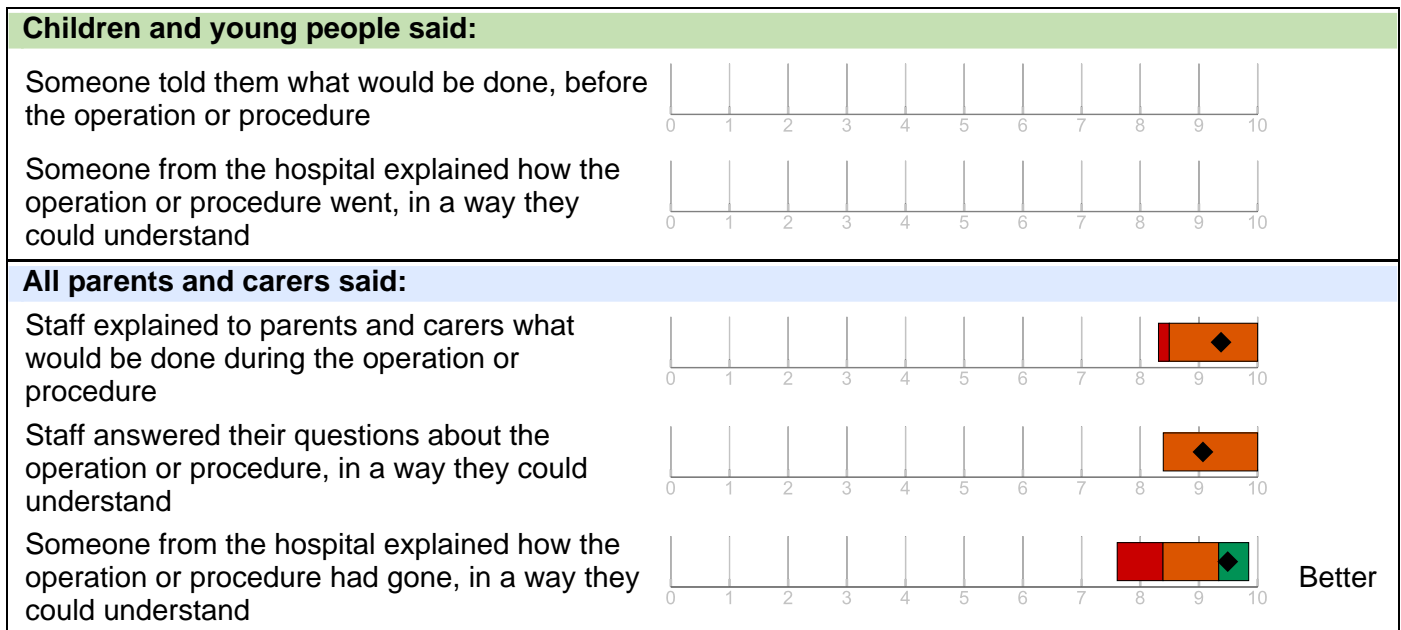 Children and young people said:
Someone told them what would be done, before
the operation or procedure
0 1 2 3 4 5 6 7 8 9 10
Someone from the hospital explained how the
operation or procedure went, in a way they
could understand
0 1 2 3 4 5 6 7 8 9 10
All parents and carers said:
Staff explained to parents and carers what
would be done during the operation or
procedure
0 1 2 3 4 5 6 7 8 9 10
Staff answered their questions about the
operation or procedure, in a way they could
understand
0 1 2 3 4 5 6 7 8 9 10
Someone from the hospital explained how the
operation or procedure had gone, in a way they
could understand
0 1 2 3 4 5 6 7 8 9 10
Better